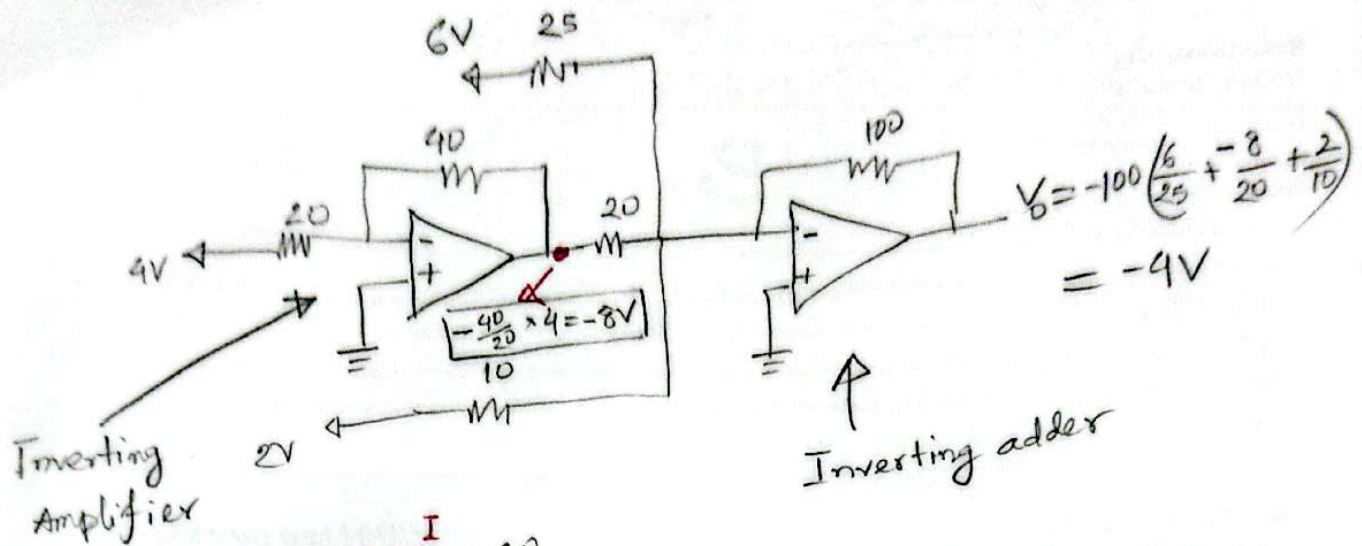 6V 25
40
100
20
20
4V
- +
- +
V₀ = -100(6/25 + -8/20 + 2/10)
= -4V
-40/20 × 4 = -8V
10
2V
Inverting
Amplifier
Inverting adder
I